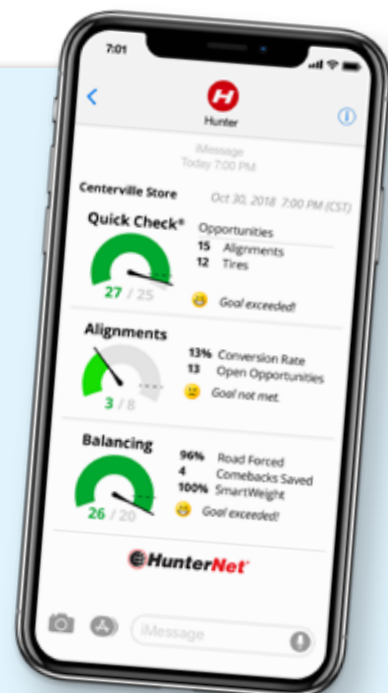 7:01
Hunter
iMessage
Today 7:00 PM
Centerville Store
Oct 30, 2018 7:00 PM (CST)
Quick Check®
Opportunities
15 Alignments
12 Tires
27 / 25
Goal exceeded!
Alignments
13% Conversion Rate
13 Open Opportunities
3 / 8
Goal not met.
Balancing
96% Road Forced
4 Comebacks Saved
100% SmartWeight
26 / 20
Goal exceeded!
HunterNet
iMessage